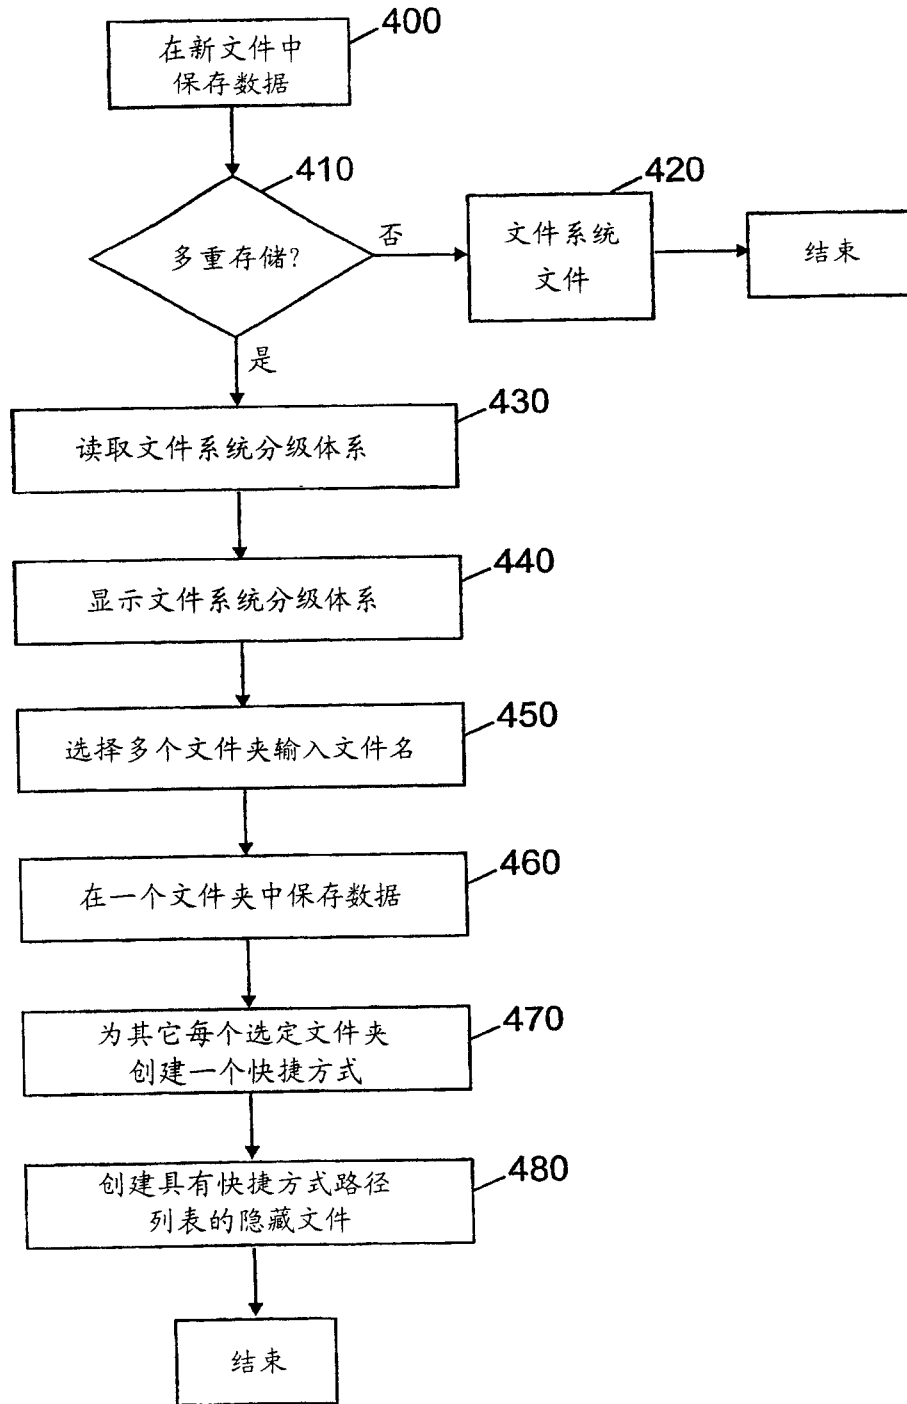 400
在新文件中
保存数据
410
多重存储?
否
420
文件系统
文件
结束
是
430
读取文件系统分级体系
440
显示文件系统分级体系
450
选择多个文件夹输入文件名
460
在一个文件夹中保存数据
470
为其它每个选定文件夹
创建一个快捷方式
480
创建具有快捷方式路径
列表的隐藏文件
结束